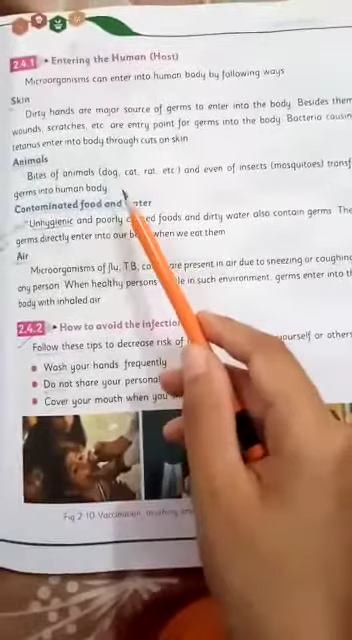 2.4.1 • Entering the Human (Host)
Microorganisms can enter into human body by following ways
Skin
Dirty hands are major source of germs to enter into the body. Besides them
wounds, scratches, etc. are entry point for germs into the body. Bacteria causin
tetanus enter into body through cuts on skin
Animals
Bites of animals (dog, cat, rat, etc.) and even of insects (mosquitoes) transf
germs into human body.
Contaminated food and ater
Unhygienic and poorly c ed foods and dirty water also contain germs. The
germs directly enter into our b when we eat them
Air
Microorganisms of flu, T.B, co are present in air due to sneezing or coughing
any person. When healthy persons le in such environment, germs enter into th
body with inhaled air
2.4.2 • How to avoid the infectio
Follow these tips to decrease risk of yourself or others
Wash your hands frequently
Do not share your persona
Cover your mouth when you
Fig 2.10 Vaccination, brushing